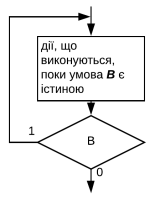 дії, що
виконуються,
поки умова В є
істиною
1
В
0